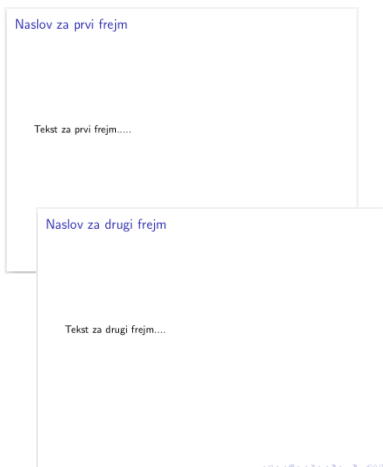 Naslov za prvi frejm
Tekst za prvi frejm.....
Naslov za drugi frejm
Tekst za drugi frejm....